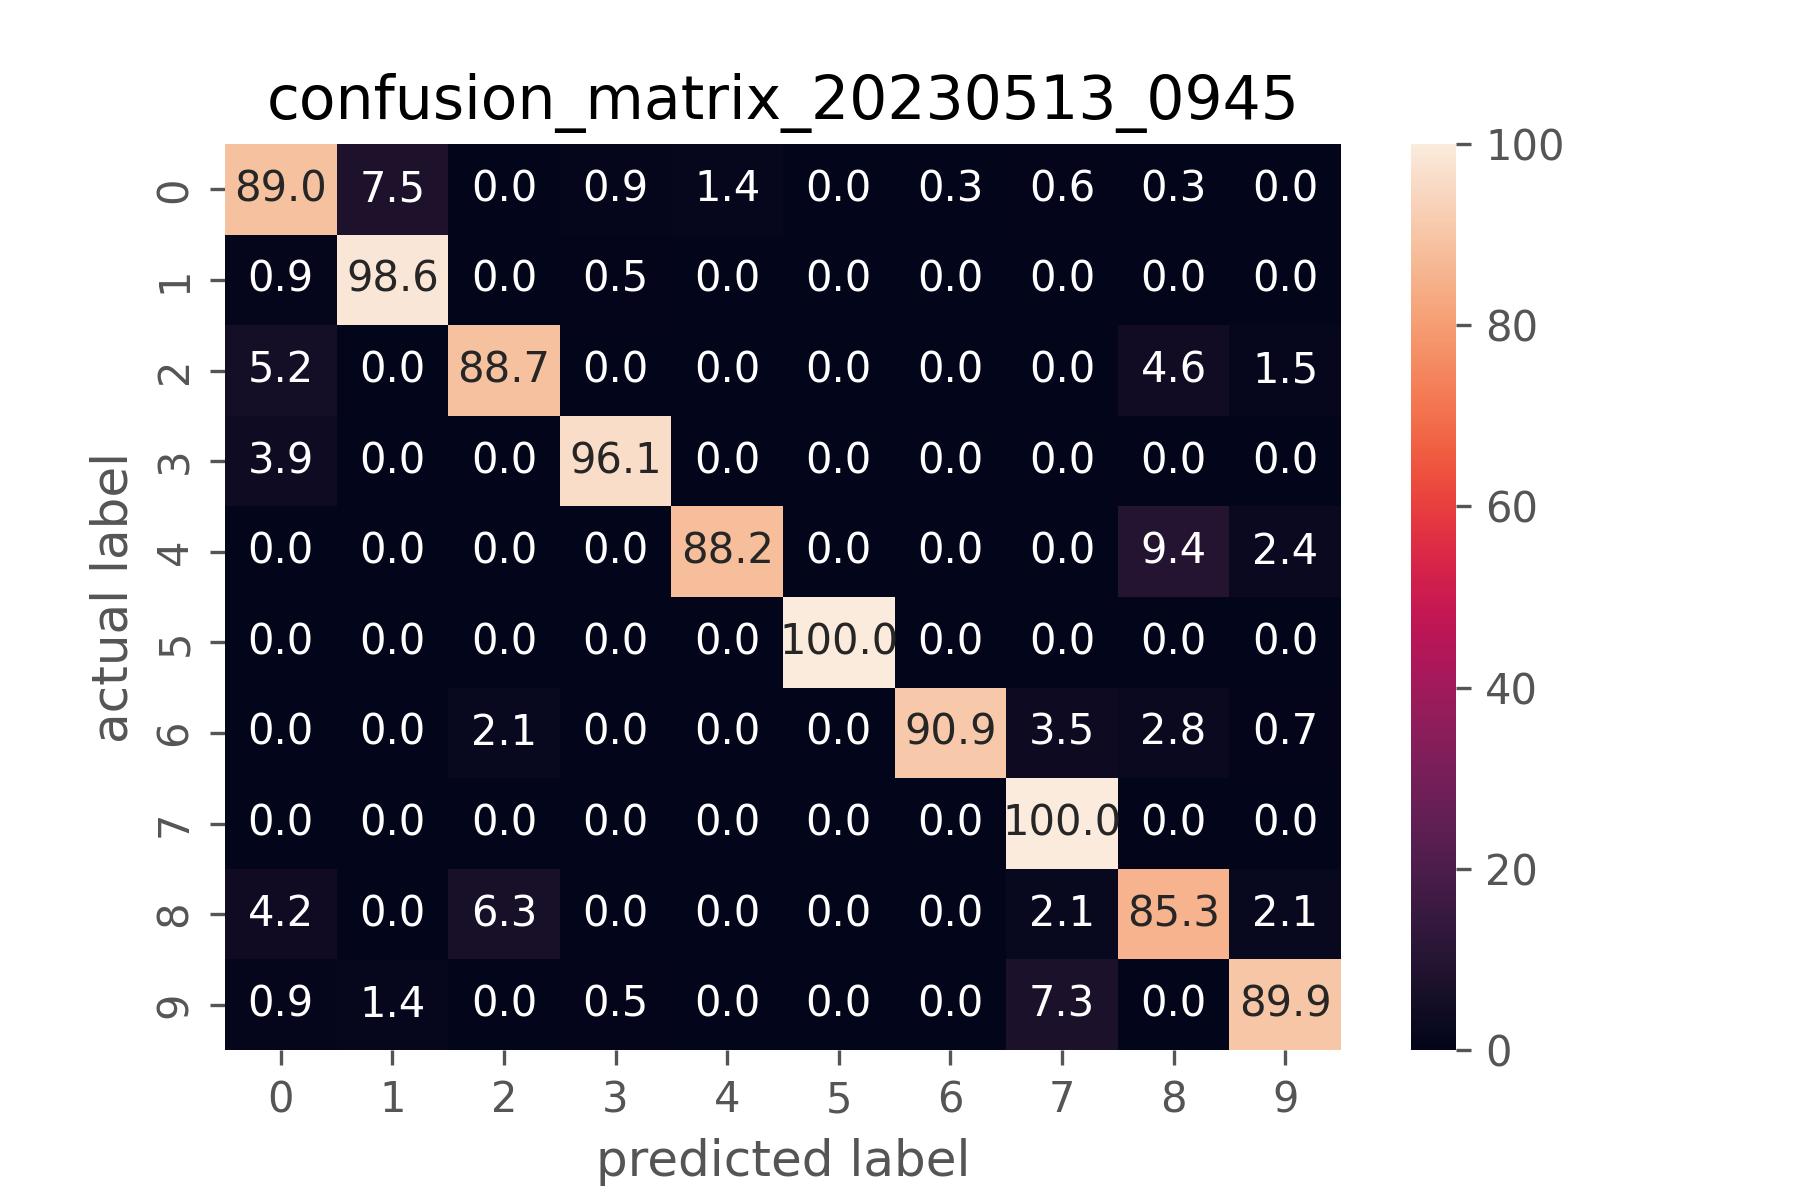 confusion_matrix_20230513_0945
0 89.0 7.5 0.0 0.9 1.4 0.0 0.3 0.6 0.3 0.0
1 0.9 98.6 0.0 0.5 0.0 0.0 0.0 0.0 0.0 0.0
2 5.2 0.0 88.7 0.0 0.0 0.0 0.0 0.0 4.6 1.5
3 3.9 0.0 0.0 96.1 0.0 0.0 0.0 0.0 0.0 0.0
4 0.0 0.0 0.0 0.0 88.2 0.0 0.0 0.0 9.4 2.4
5 0.0 0.0 0.0 0.0 0.0 100.0 0.0 0.0 0.0 0.0
6 0.0 0.0 2.1 0.0 0.0 0.0 90.9 3.5 2.8 0.7
7 0.0 0.0 0.0 0.0 0.0 0.0 0.0 100.0 0.0 0.0
8 4.2 0.0 6.3 0.0 0.0 0.0 0.0 2.1 85.3 2.1
9 0.9 1.4 0.0 0.5 0.0 0.0 0.0 7.3 0.0 89.9
0 1 2 3 4 5 6 7 8 9
predicted label
actual label
100
80
60
40
20
0